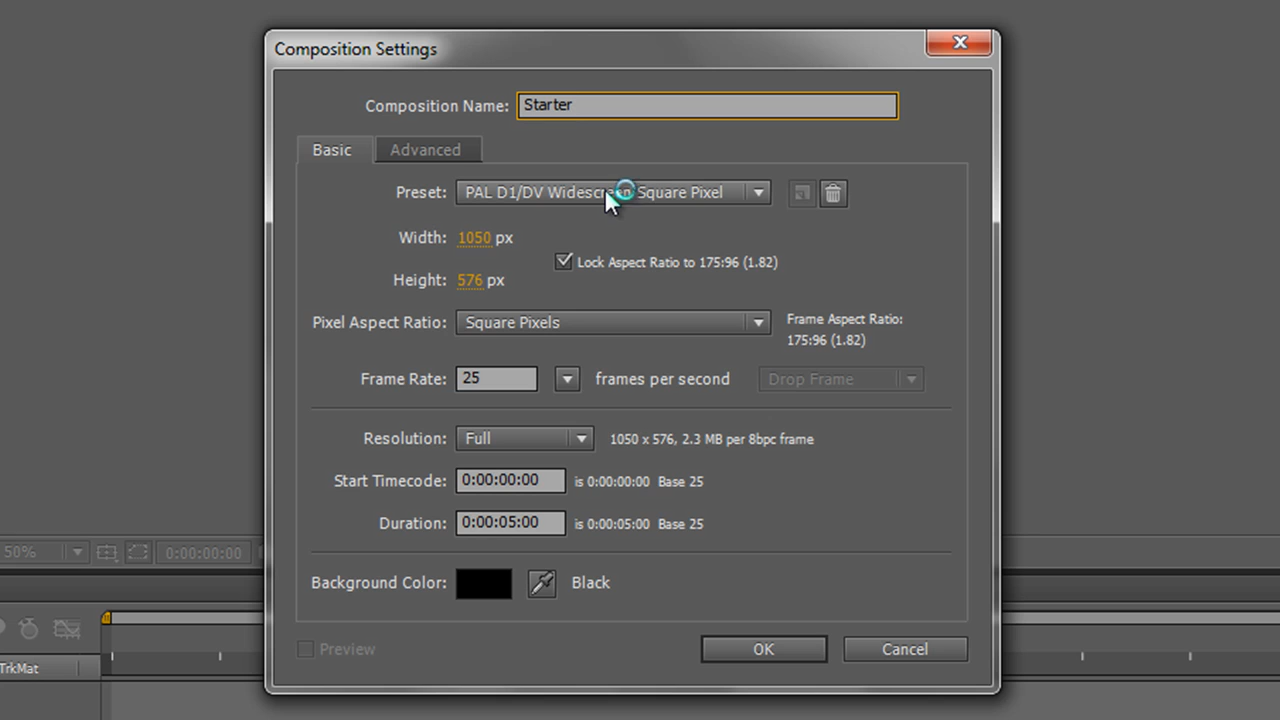 Composition Settings
Composition Name: Starter
Basic Advanced
Preset: PAL D1/DV Widescreen Square Pixel
Width: 1050 px
Lock Aspect Ratio to 175:96 (1.82)
Height: 576 px
Pixel Aspect Ratio: Square Pixels Frame Aspect Ratio:
175:96 (1.82)
Frame Rate: 25 frames per second Drop Frame
Resolution: Full 1050 x 576, 2.3 MB per 8bpc frame
Start Timecode: 0:00:00:00 is 0:00:00:00 Base 25
Duration: 0:00:05:00 is 0:00:05:00 Base 25
50% 0:00:00:00
Background Color: Black
Preview OK Cancel
TrkMat